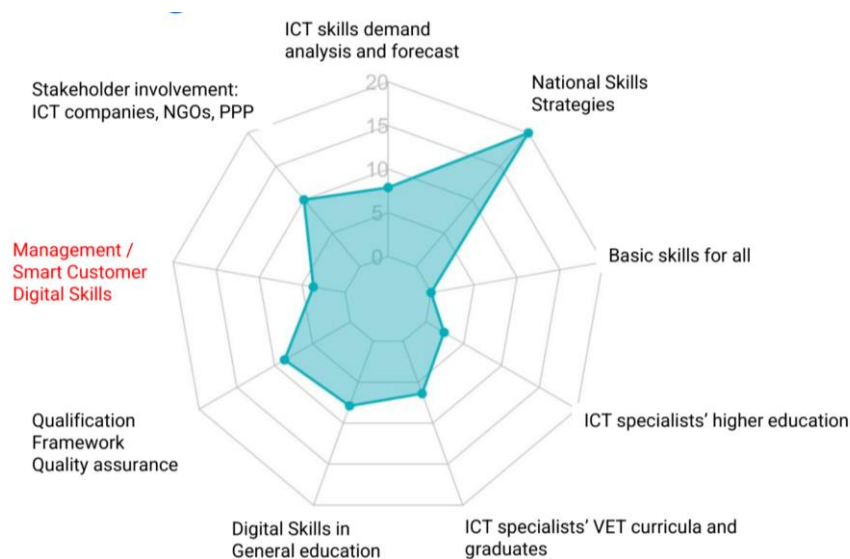 ICT skills demand
analysis and forecast
National Skills
Strategies
Stakeholder involvement:
ICT companies, NGOs, PPP
20
15
10
5
0
Management /
Smart Customer
Digital Skills
Basic skills for all
Qualification
Framework
Quality assurance
ICT specialists’ higher education
Digital Skills in
General education
ICT specialists’ VET curricula and
graduates